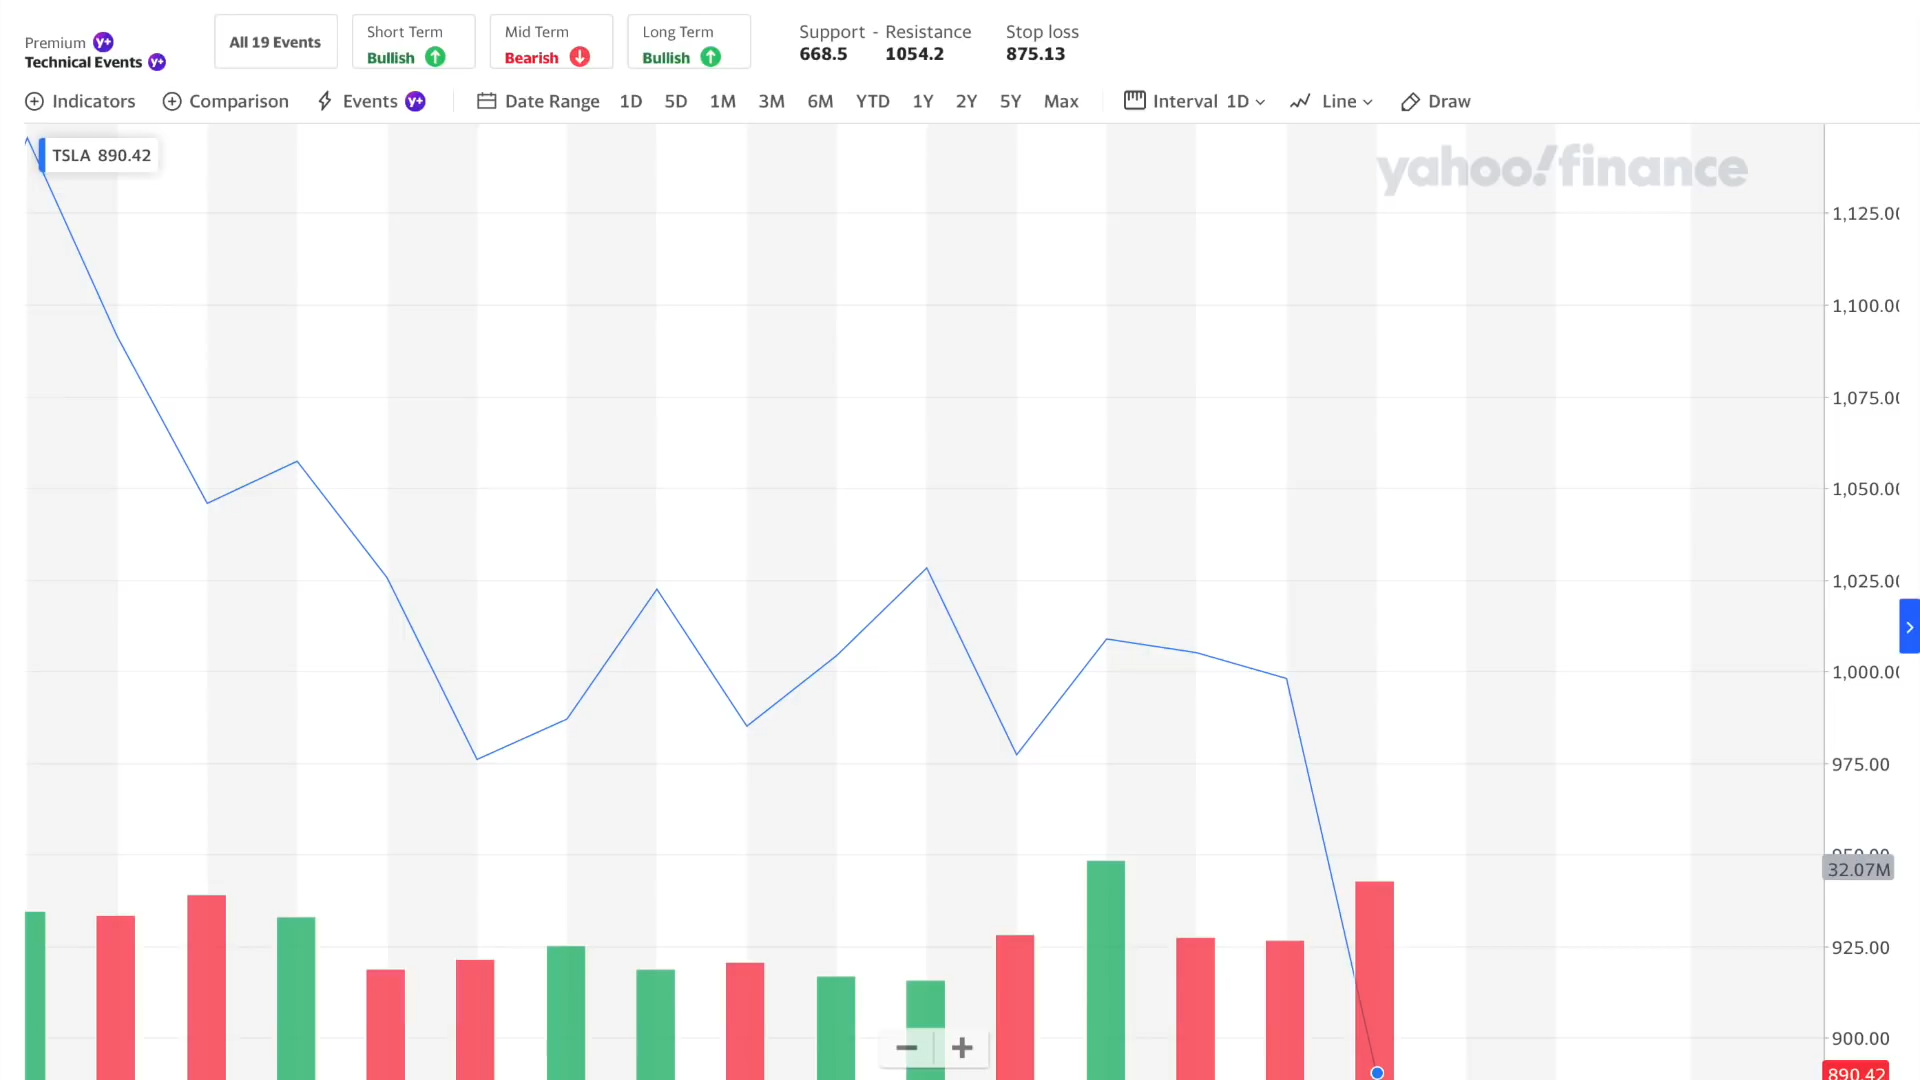 Premium y+
Technical Events y+
All 19 Events
Short Term
Bullish
Mid Term
Bearish
Long Term
Bullish
Support - Resistance
668.5 1054.2
Stop loss
875.13
Indicators Comparison Events y+ Date Range 1D 5D 1M 3M 6M YTD 1Y 2Y 5Y Max Interval 1D Line Draw
TSLA 890.42
yahoo!finance
1,125.0
1,100.0
1,075.0
1,050.0
1,025.0
1,000.0
975.00
950.00
32.07M
925.00
900.00
890.42